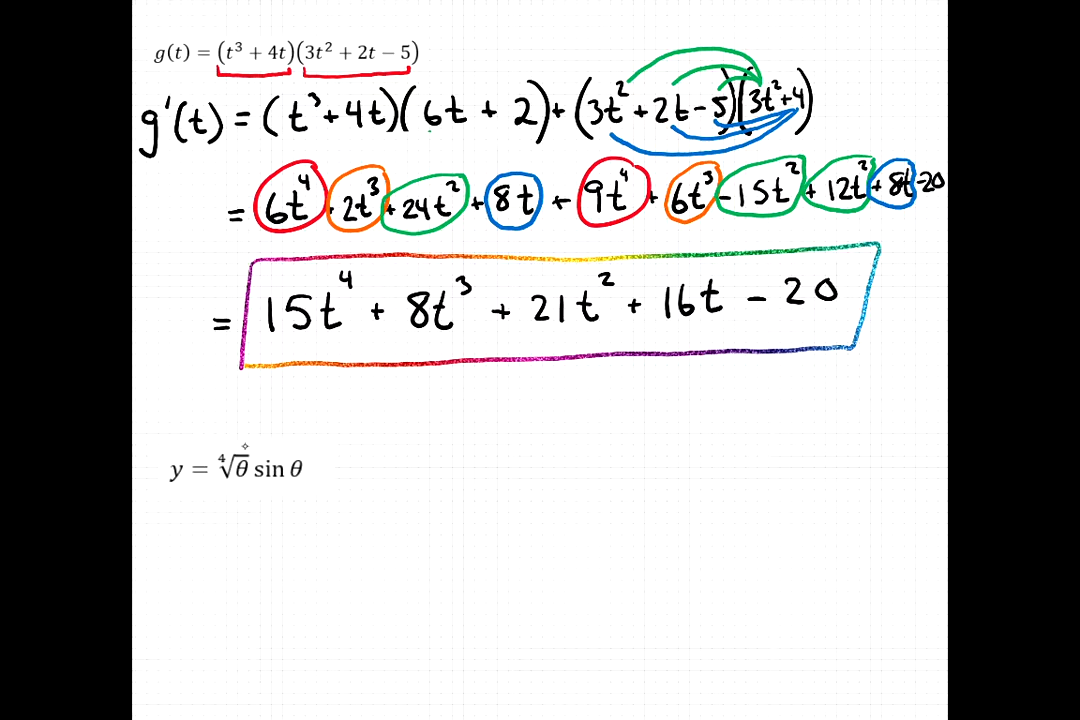 g(t) = (t³ + 4t)(3t² + 2t − 5)
g'(t) = (t³+4t)(6t + 2)+(3t²+2t−5)(3t²+4)
= 6t⁴ + 2t³ + 24t² + 8t + 9t⁴ + 6t³ − 15t² + 12t² + 8t − 20
= 15t⁴ + 8t³ + 21t² + 16t − 20
y = ∜θ sin θ